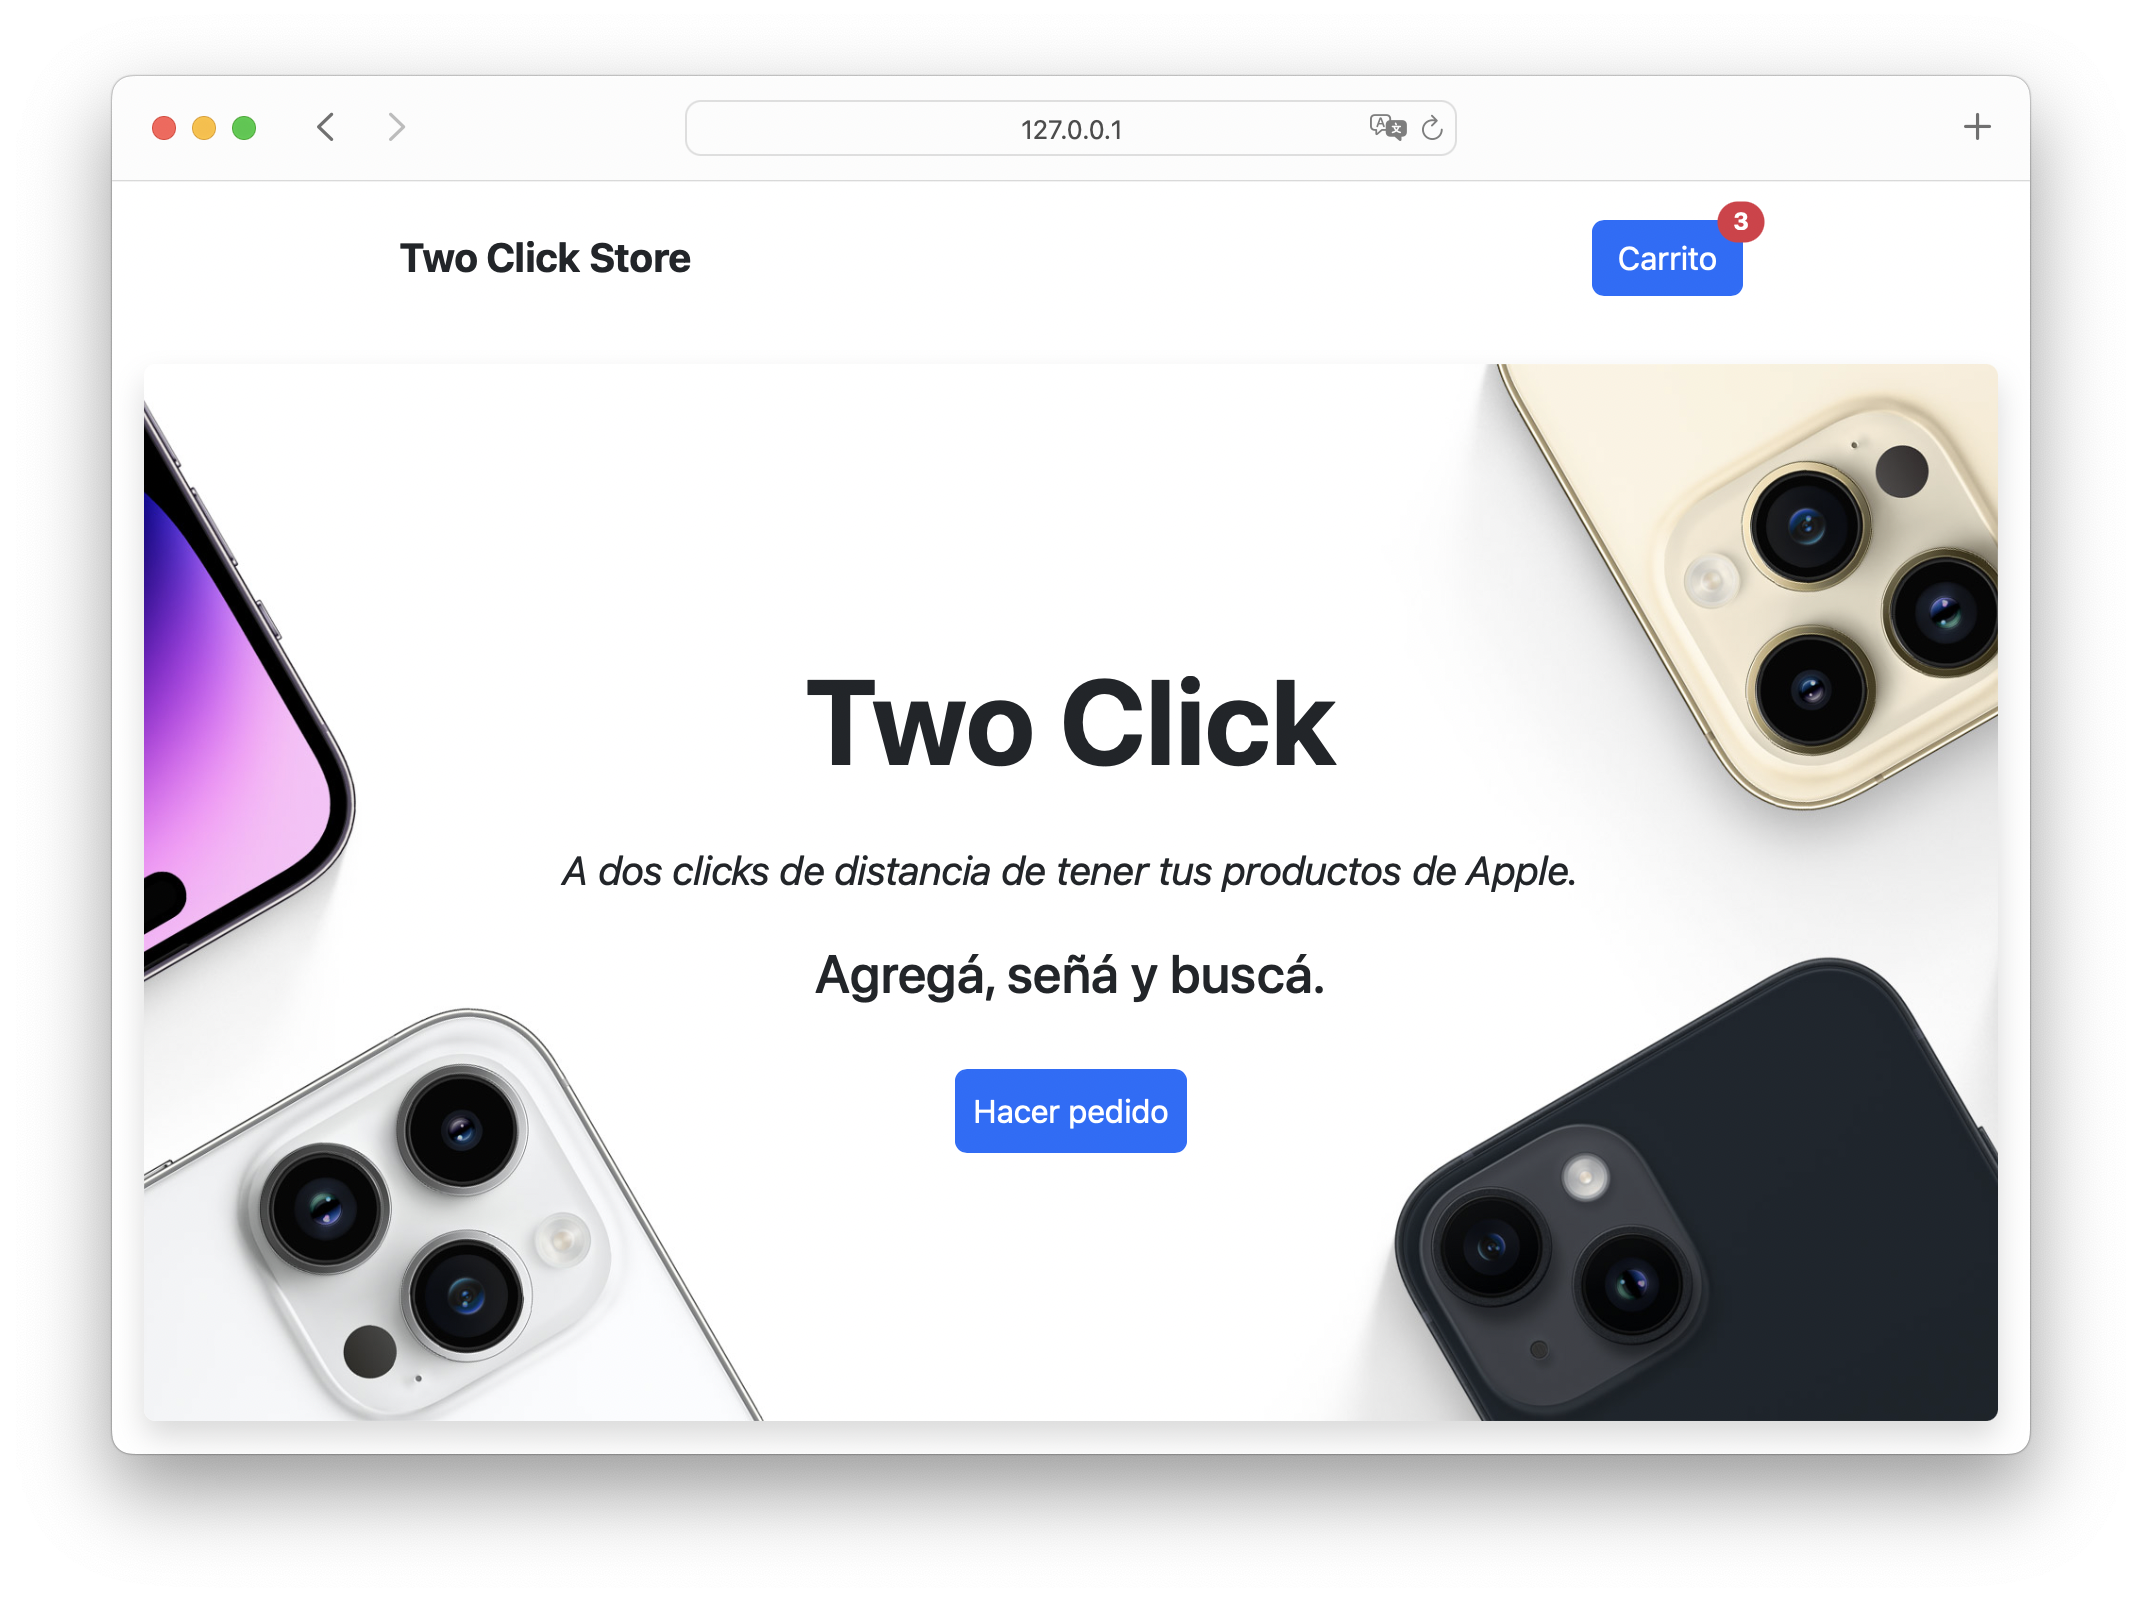 127.0.0.1
Two Click Store
Carrito
3
Two Click
A dos clicks de distancia de tener tus productos de Apple.
Agregá, señá y buscá.
Hacer pedido